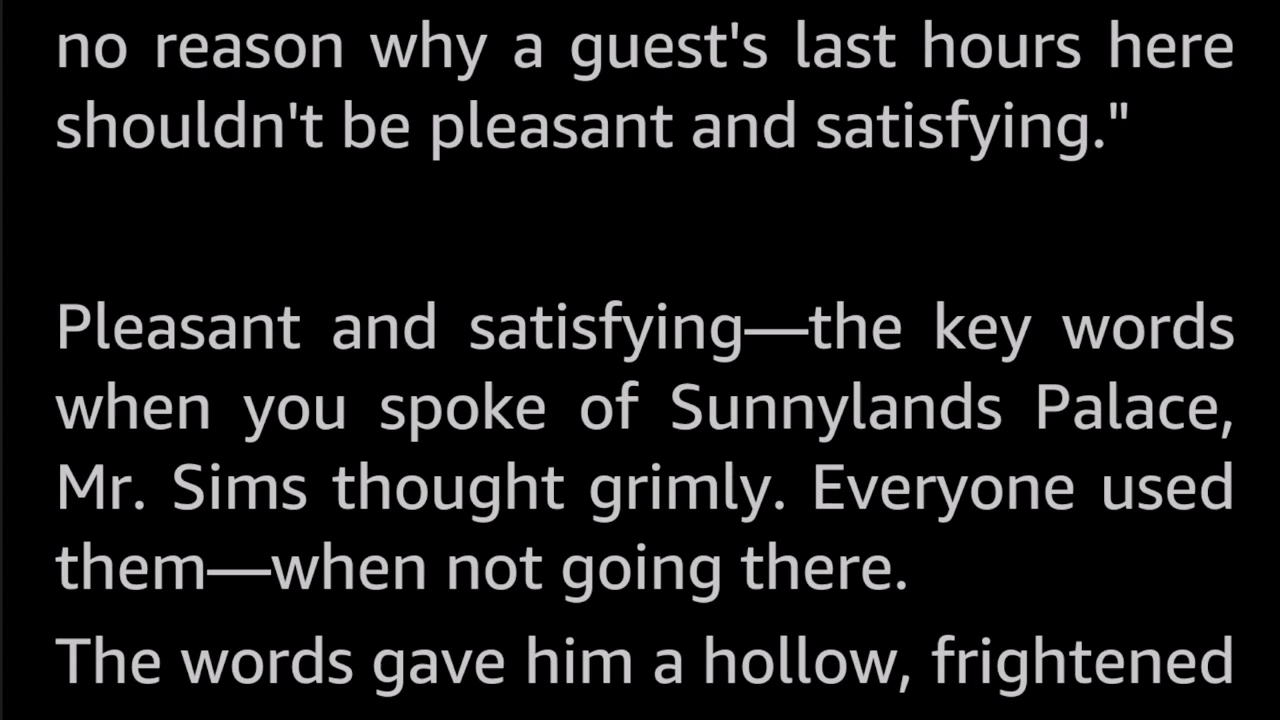 no reason why a guest's last hours here
shouldn't be pleasant and satisfying."
Pleasant and satisfying—the key words
when you spoke of Sunnylands Palace,
Mr. Sims thought grimly. Everyone used
them—when not going there.
The words gave him a hollow, frightened